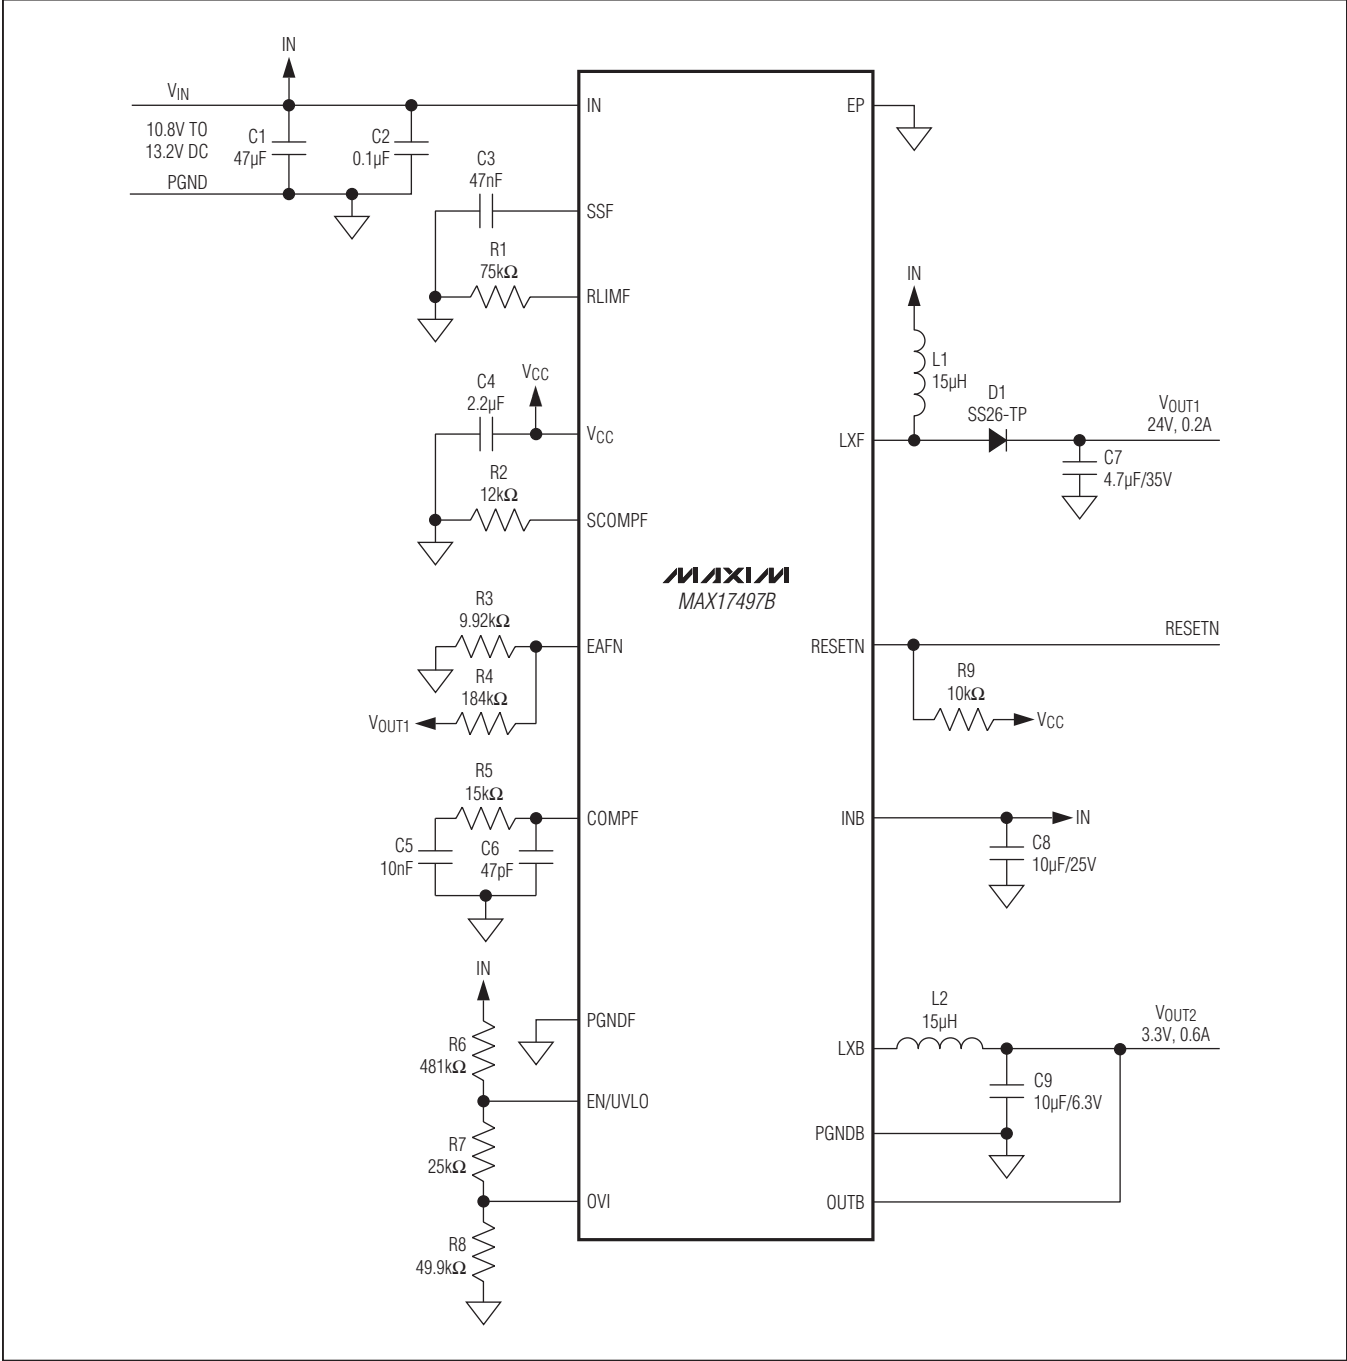 IN
VIN
10.8V TO
13.2V DC
PGND
C1
47µF
C2
0.1µF
C3
47nF
R1
75kΩ
IN
SSF
RLIMF
EP
VCC
C4
2.2µF
VCC
R2
12kΩ
SCOMPF
IN
L1
15µH
D1
SS26-TP
LXF
VOUT1
24V, 0.2A
C7
4.7µF/35V
MAXIM
MAX17497B
R3
9.92kΩ
EAFN
R4
184kΩ
VOUT1
RESETN
RESETN
R9
10kΩ
VCC
R5
15kΩ
COMPF
C5
10nF
C6
47pF
INB
IN
C8
10µF/25V
IN
PGNDF
R6
481kΩ
EN/UVLO
R7
25kΩ
OVI
R8
49.9kΩ
L2
15µH
LXB
VOUT2
3.3V, 0.6A
C9
10µF/6.3V
PGNDB
OUTB